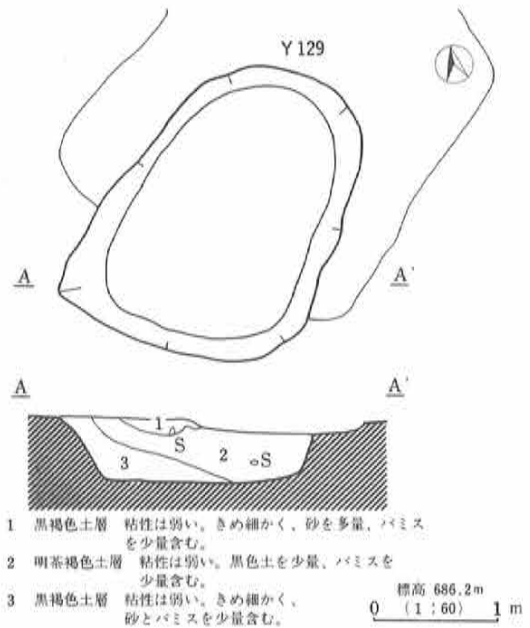 Y 129
A A'
A A'
1
S
3 2 S
1 黒褐色土層 粘性は弱い。きめ細かく、砂を多量、パミス
を少量含む。
2 明茶褐色土層 粘性は弱い。黒色土を少量、パミスを
少量含む。
3 黒褐色土層 粘性は弱い。きめ細かく、
砂とパミスを少量含む。
標高 686.2m
0 (1:60) 1 m